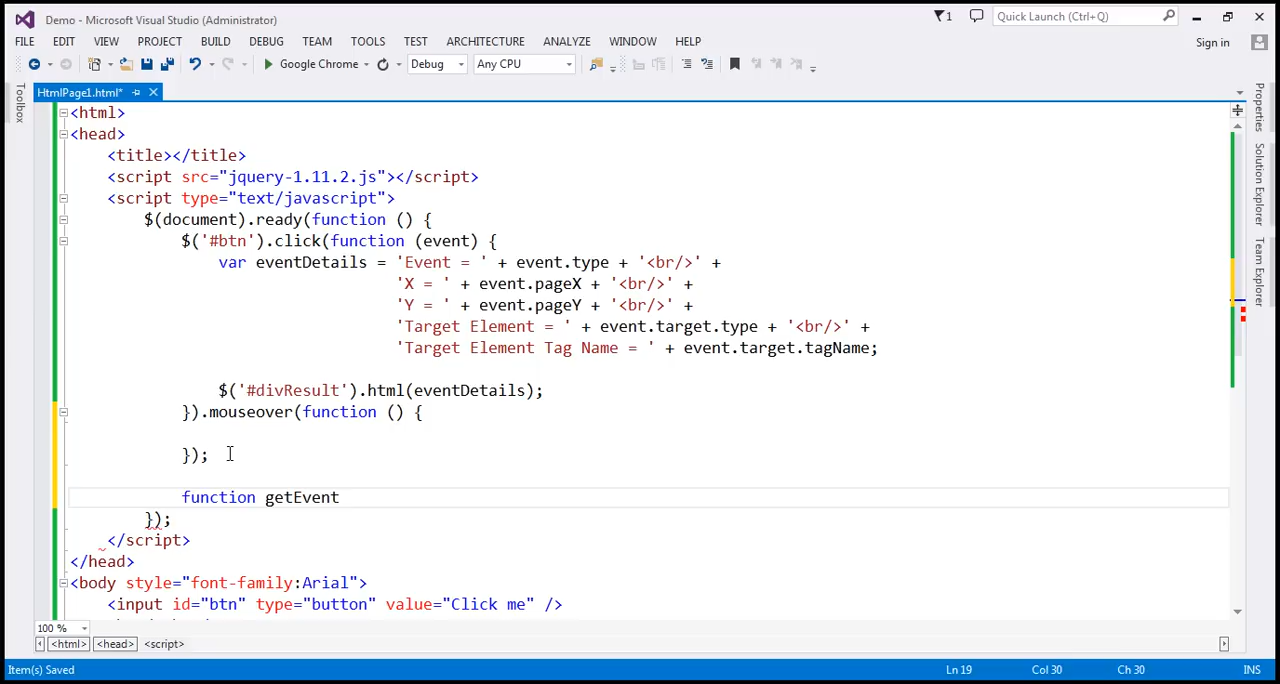 Demo - Microsoft Visual Studio (Administrator)
1
Quick Launch (Ctrl+Q)
FILE EDIT VIEW PROJECT BUILD DEBUG TEAM TOOLS TEST ARCHITECTURE ANALYZE WINDOW HELP
Sign in
Google Chrome Debug Any CPU
Toolbox
HtmlPage1.html*
Properties
Solution Explorer
Team Explorer
<html>
<head>
<title></title>
<script src="jquery-1.11.2.js"></script>
<script type="text/javascript">
$(document).ready(function () {
$('#btn').click(function (event) {
var eventDetails = 'Event = ' + event.type + '<br/>' +
'X = ' + event.pageX + '<br/>' +
'Y = ' + event.pageY + '<br/>' +
'Target Element = ' + event.target.type + '<br/>' +
'Target Element Tag Name = ' + event.target.tagName;
$('#divResult').html(eventDetails);
}).mouseover(function () {
});
function getEvent
});
</script>
</head>
<body style="font-family:Arial">
<input id="btn" type="button" value="Click me" />
100 %
<html> <head> <script>
Item(s) Saved
Ln 19 Col 30 Ch 30 INS